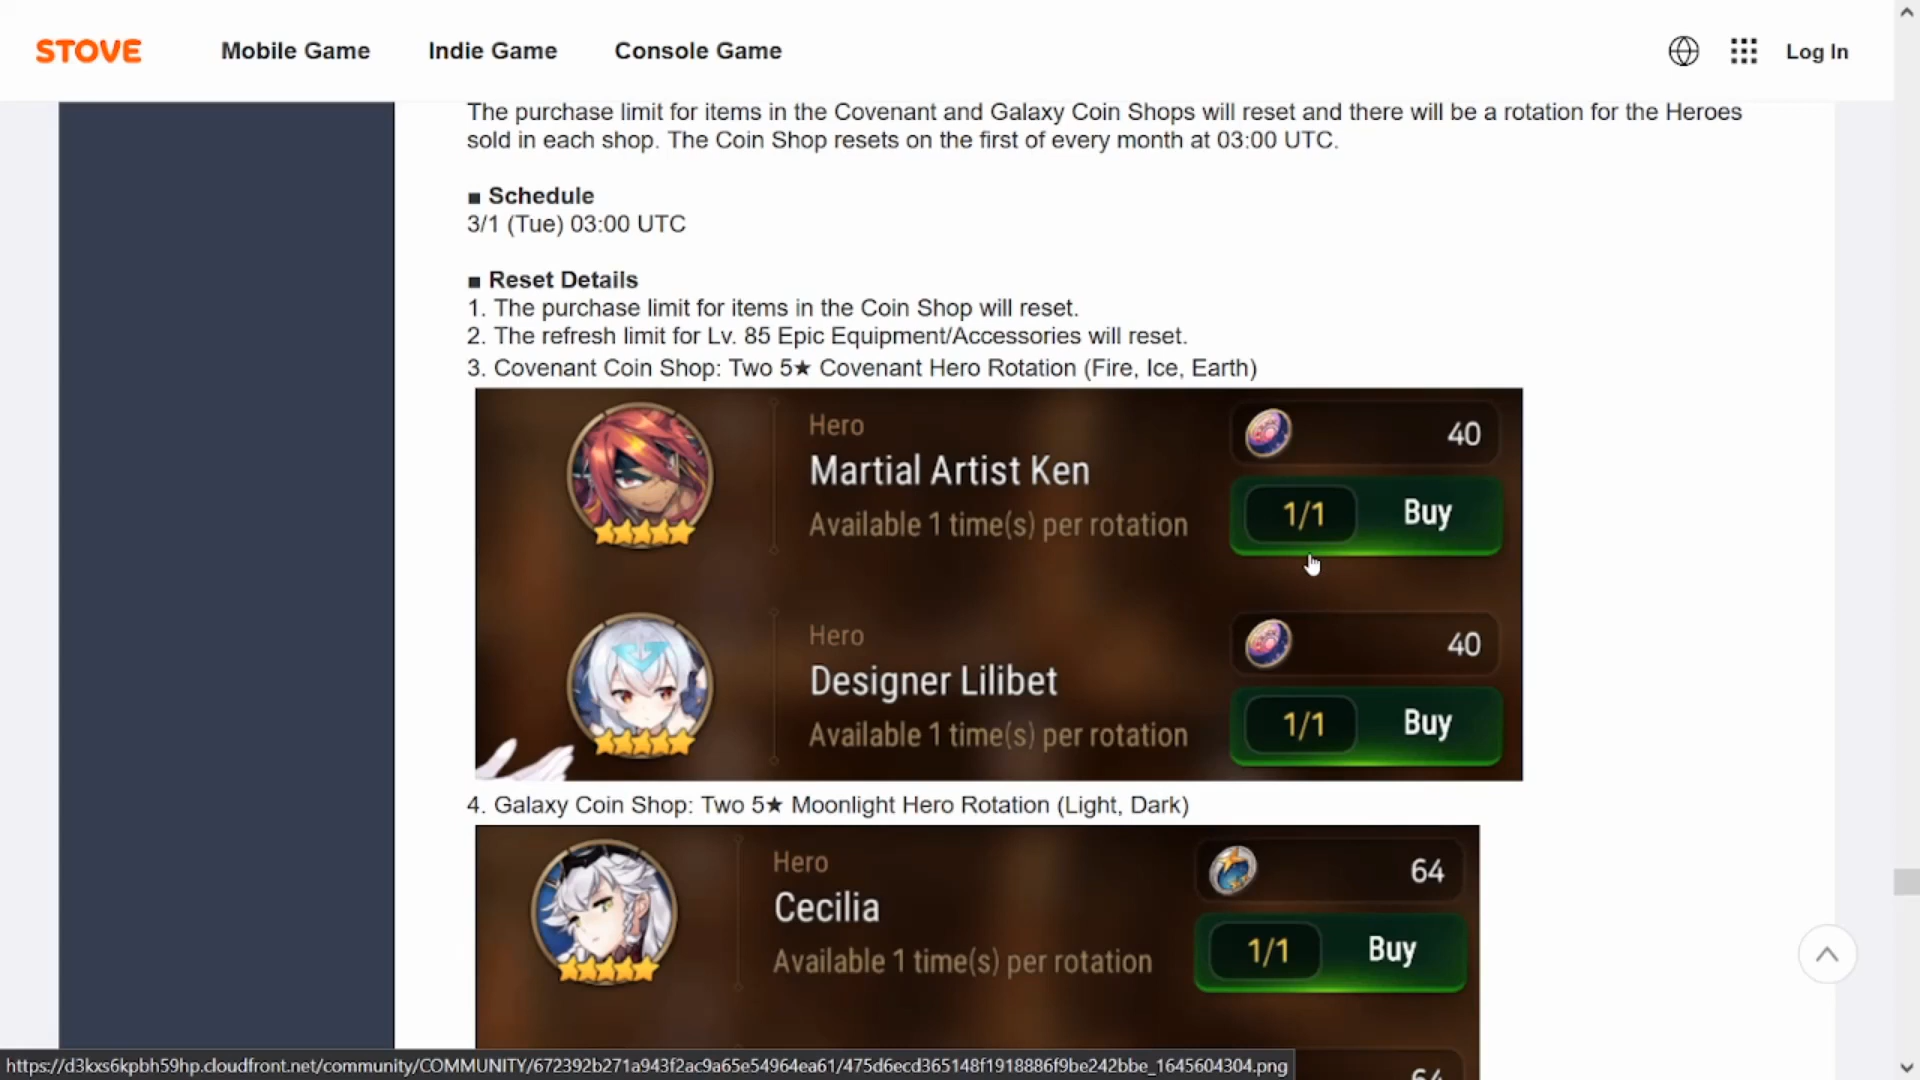 STOVE
Mobile Game
Indie Game
Console Game
Log In
The purchase limit for items in the Covenant and Galaxy Coin Shops will reset and there will be a rotation for the Heroes
sold in each shop. The Coin Shop resets on the first of every month at 03:00 UTC.
■ Schedule
3/1 (Tue) 03:00 UTC
■ Reset Details
1. The purchase limit for items in the Coin Shop will reset.
2. The refresh limit for Lv. 85 Epic Equipment/Accessories will reset.
3. Covenant Coin Shop: Two 5★ Covenant Hero Rotation (Fire, Ice, Earth)
Hero
40
Martial Artist Ken
Available 1 time(s) per rotation
1/1 Buy
Hero
40
Designer Lilibet
Available 1 time(s) per rotation
1/1 Buy
4. Galaxy Coin Shop: Two 5★ Moonlight Hero Rotation (Light, Dark)
Hero
64
Cecilia
Available 1 time(s) per rotation
1/1 Buy
64
https://d3kxs6kpbh59hp.cloudfront.net/community/COMMUNITY/672392b271a943f2ac9a65e54964ea61/475d6ecd365148f1918886f9be242bbe_1645604304.png